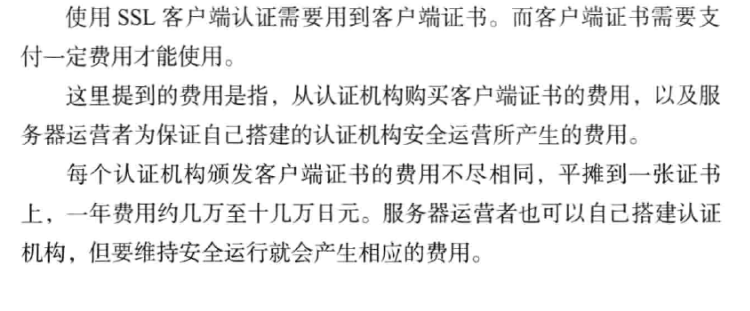 使用 SSL 客户端认证需要用到客户端证书。而客户端证书需要支
付一定费用才能使用。
这里提到的费用是指，从认证机构购买客户端证书的费用，以及服
务器运营者为保证自己搭建的认证机构安全运营所产生的费用。
每个认证机构颁发客户端证书的费用不尽相同，平摊到一张证书
上，一年费用约几万至十几万日元。服务器运营者也可以自己搭建认证
机构，但要维持安全运行就会产生相应的费用。